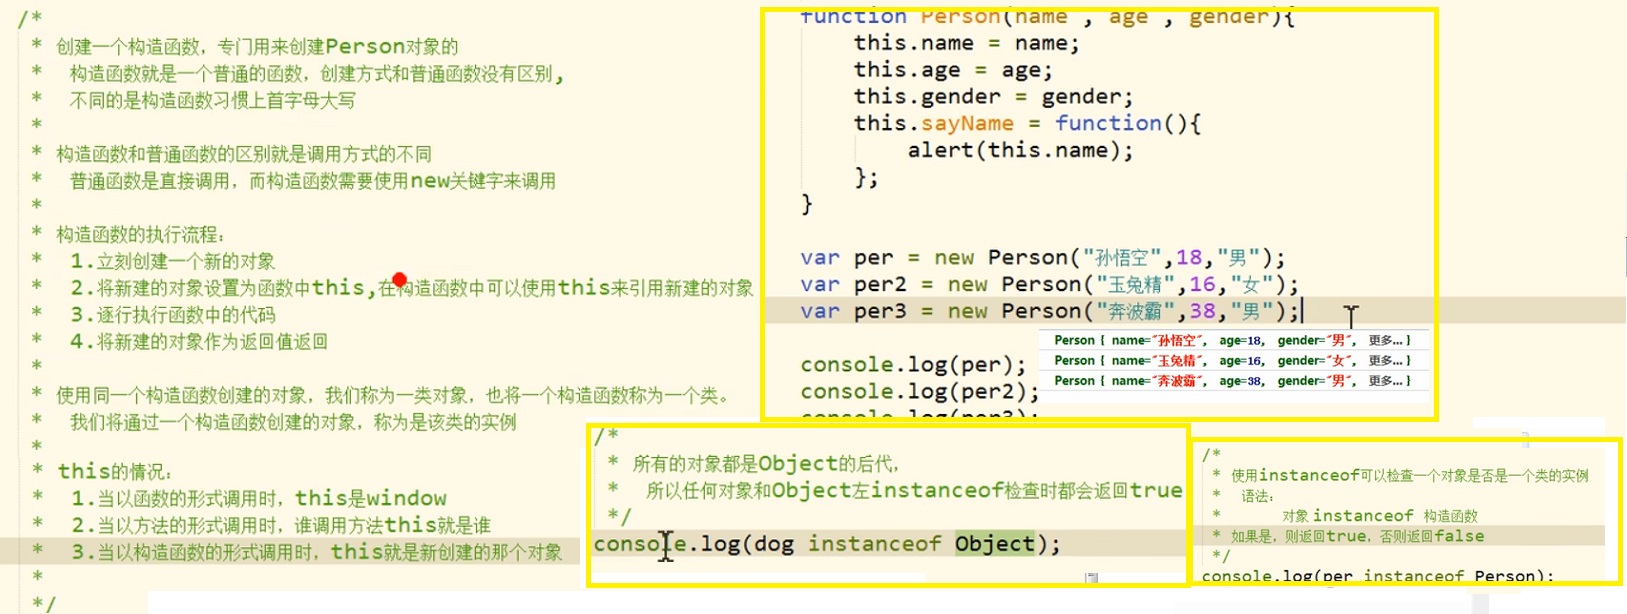 /*
* 创建一个构造函数，专门用来创建Person对象的
* 构造函数就是一个普通的函数，创建方式和普通函数没有区别,
* 不同的是构造函数习惯上首字母大写
*
* 构造函数和普通函数的区别就是调用方式的不同
* 普通函数是直接调用，而构造函数需要使用new关键字来调用
*
* 构造函数的执行流程：
* 1.立刻创建一个新的对象
* 2.将新建的对象设置为函数中this,在构造函数中可以使用this来引用新建的对象
* 3.逐行执行函数中的代码
* 4.将新建的对象作为返回值返回
*
* 使用同一个构造函数创建的对象，我们称为一类对象，也将一个构造函数称为一个类。
* 我们将通过一个构造函数创建的对象，称为是该类的实例
*
* this的情况：
* 1.当以函数的形式调用时，this是window
* 2.当以方法的形式调用时，谁调用方法this就是谁
* 3.当以构造函数的形式调用时，this就是新创建的那个对象
*
*/
function Person(name , age , gender){
this.name = name;
this.age = age;
this.gender = gender;
this.sayName = function(){
alert(this.name);
};
}
var per = new Person("孙悟空",18,"男");
var per2 = new Person("玉兔精",16,"女");
var per3 = new Person("奔波霸",38,"男");
console.log(per);
console.log(per2);
console.log(per3);
Person { name="孙悟空", age=18, gender="男", 更多... }
Person { name="玉兔精", age=16, gender="女", 更多... }
Person { name="奔波霸", age=38, gender="男", 更多... }
/*
* 所有的对象都是Object的后代，
* 所以任何对象和Object左instanceof检查时都会返回true
*/
console.log(dog instanceof Object);
/*
* 使用instanceof可以检查一个对象是否是一个类的实例
* 语法：
* 对象 instanceof 构造函数
* 如果是，则返回true，否则返回false
*/
console.log(per instanceof Person);